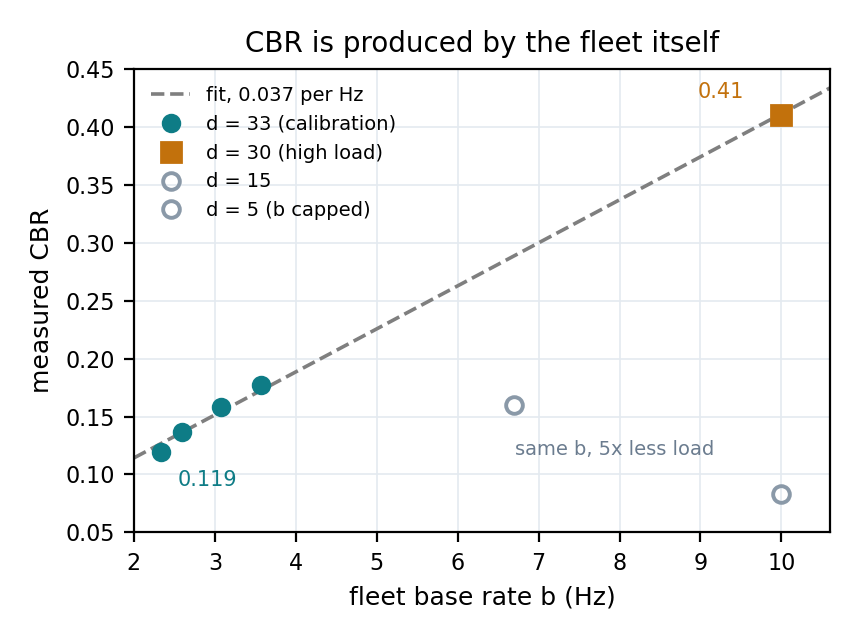 CBR is produced by the fleet itself
0.45
0.40
0.35
0.30
0.25
0.20
0.15
0.10
0.05
measured CBR
fit, 0.037 per Hz
d = 33 (calibration)
d = 30 (high load)
d = 15
d = 5 (b capped)
0.41
same b, 5x less load
0.119
2 3 4 5 6 7 8 9 10
fleet base rate b (Hz)